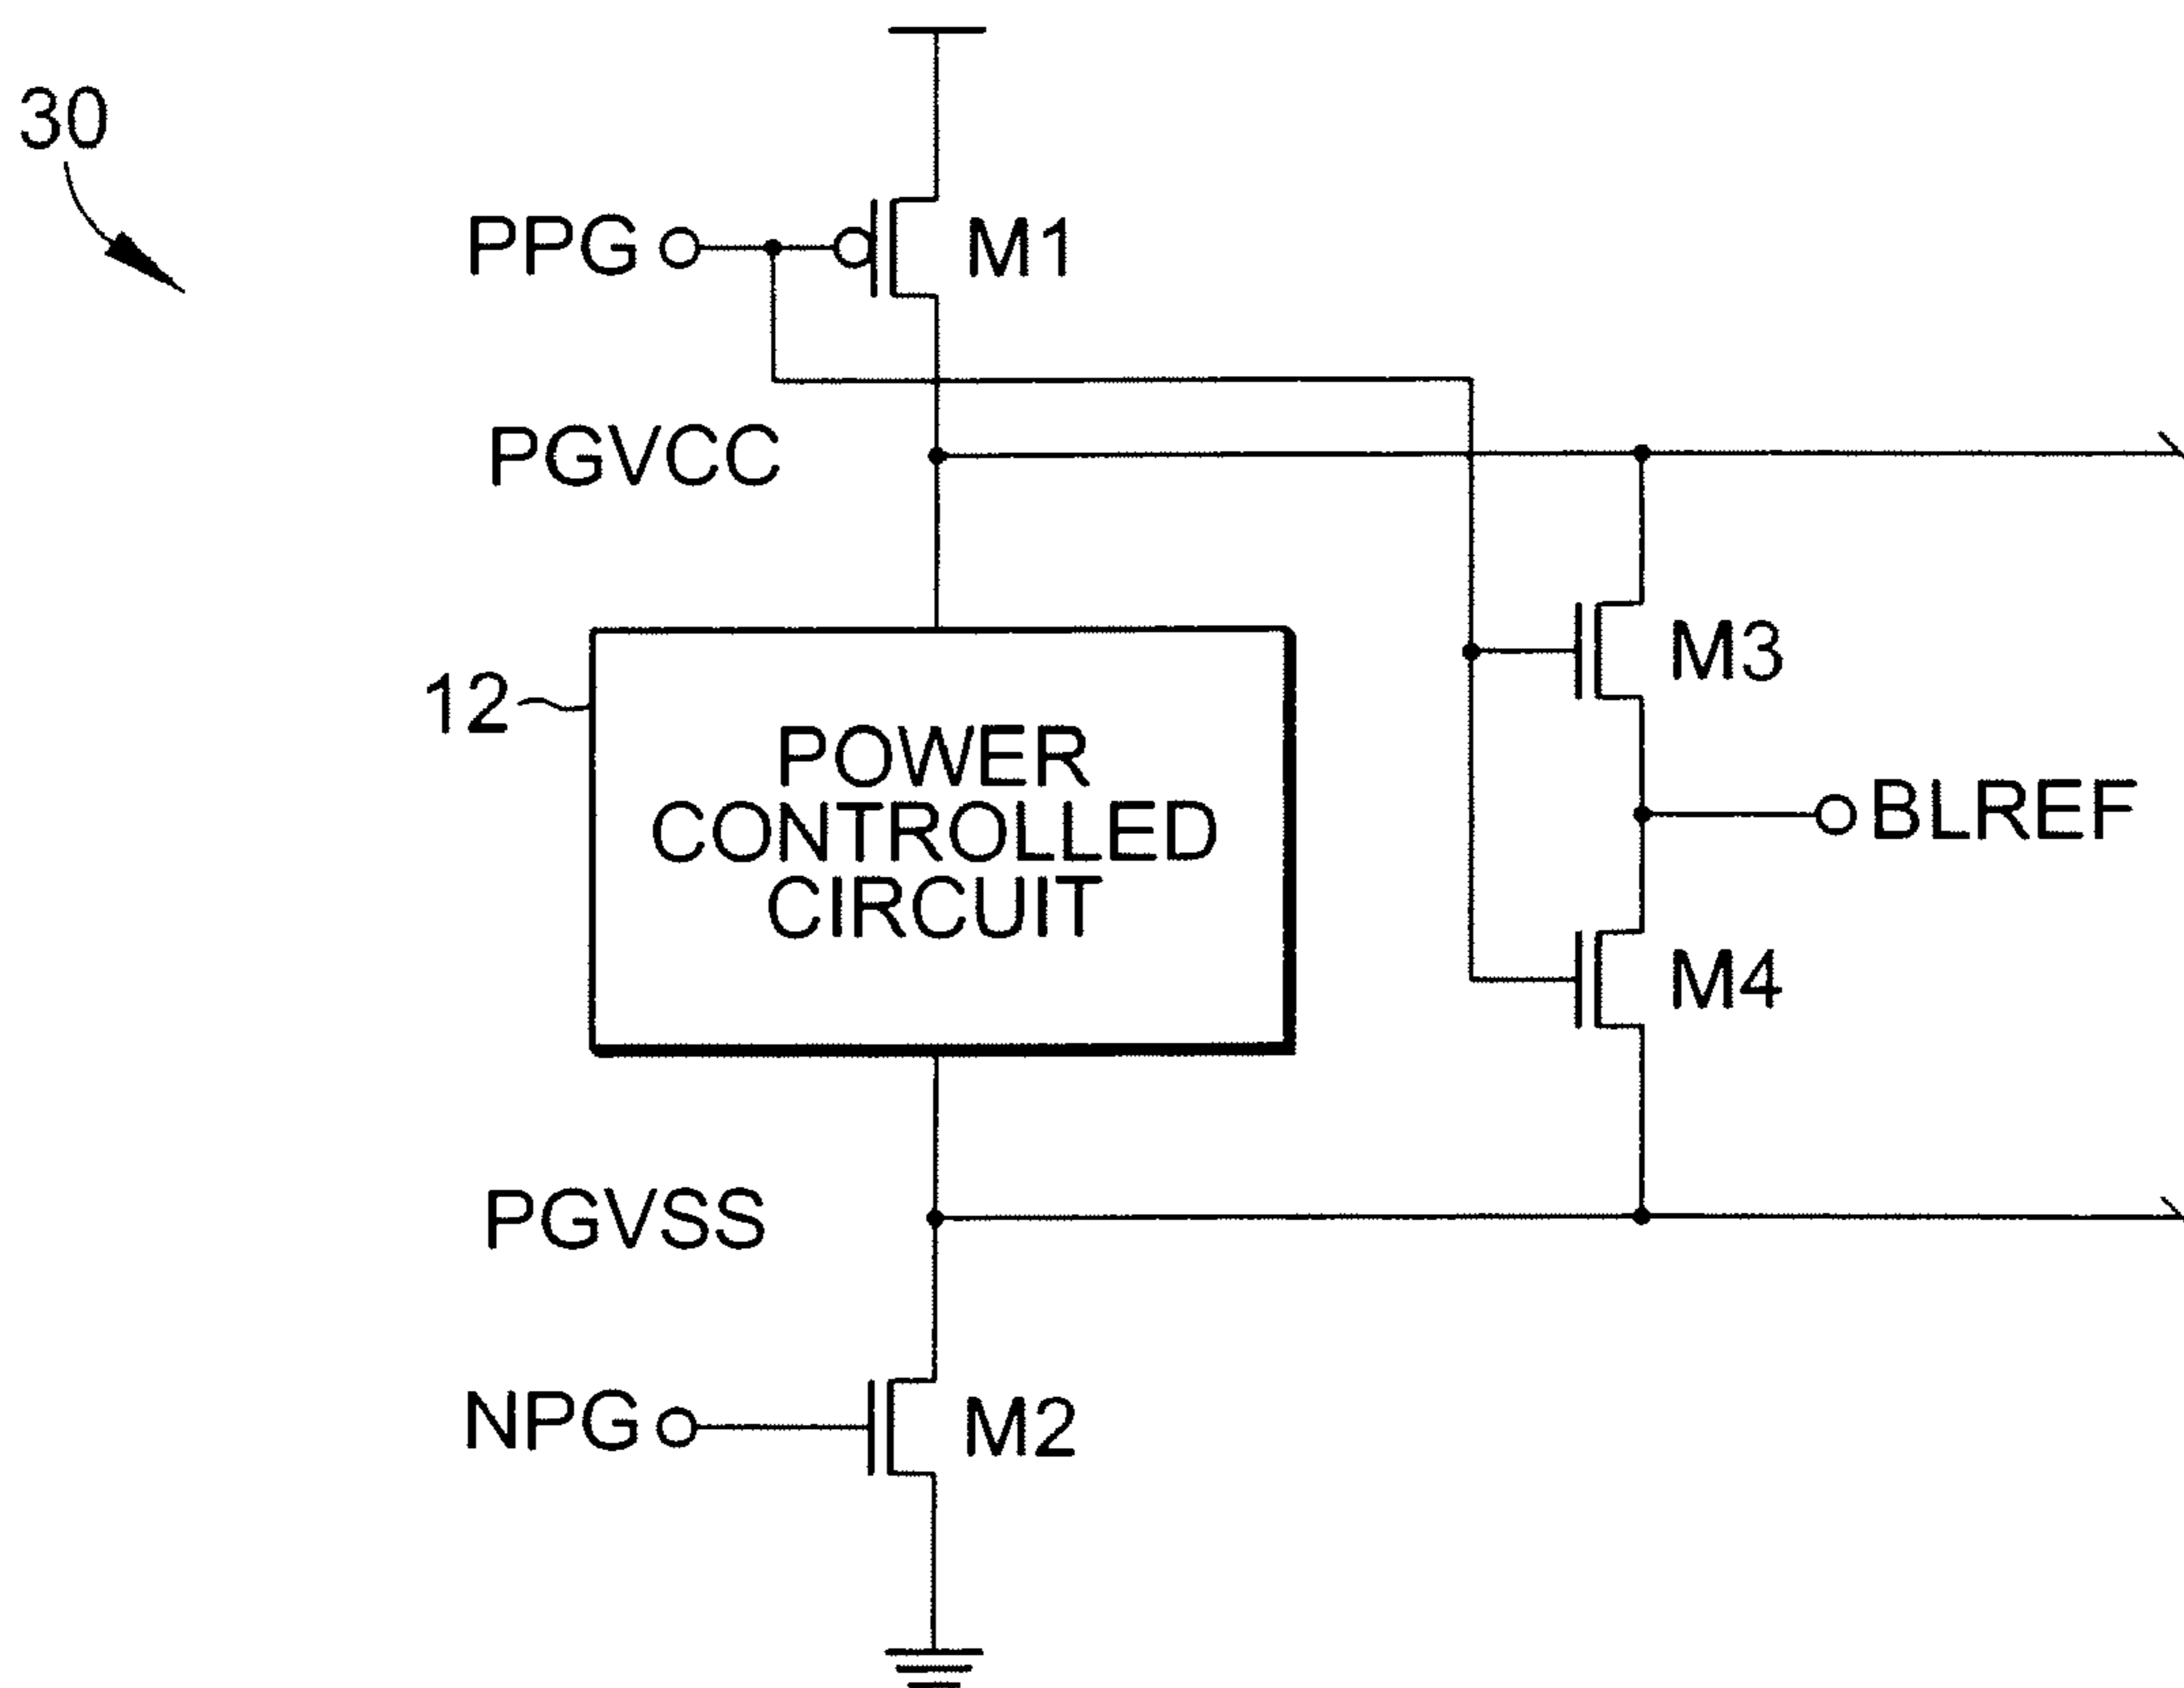 30
PPG
M1
PGVCC
M3
12
POWER
CONTROLLED
CIRCUIT
BLREF
M4
PGVSS
NPG
M2